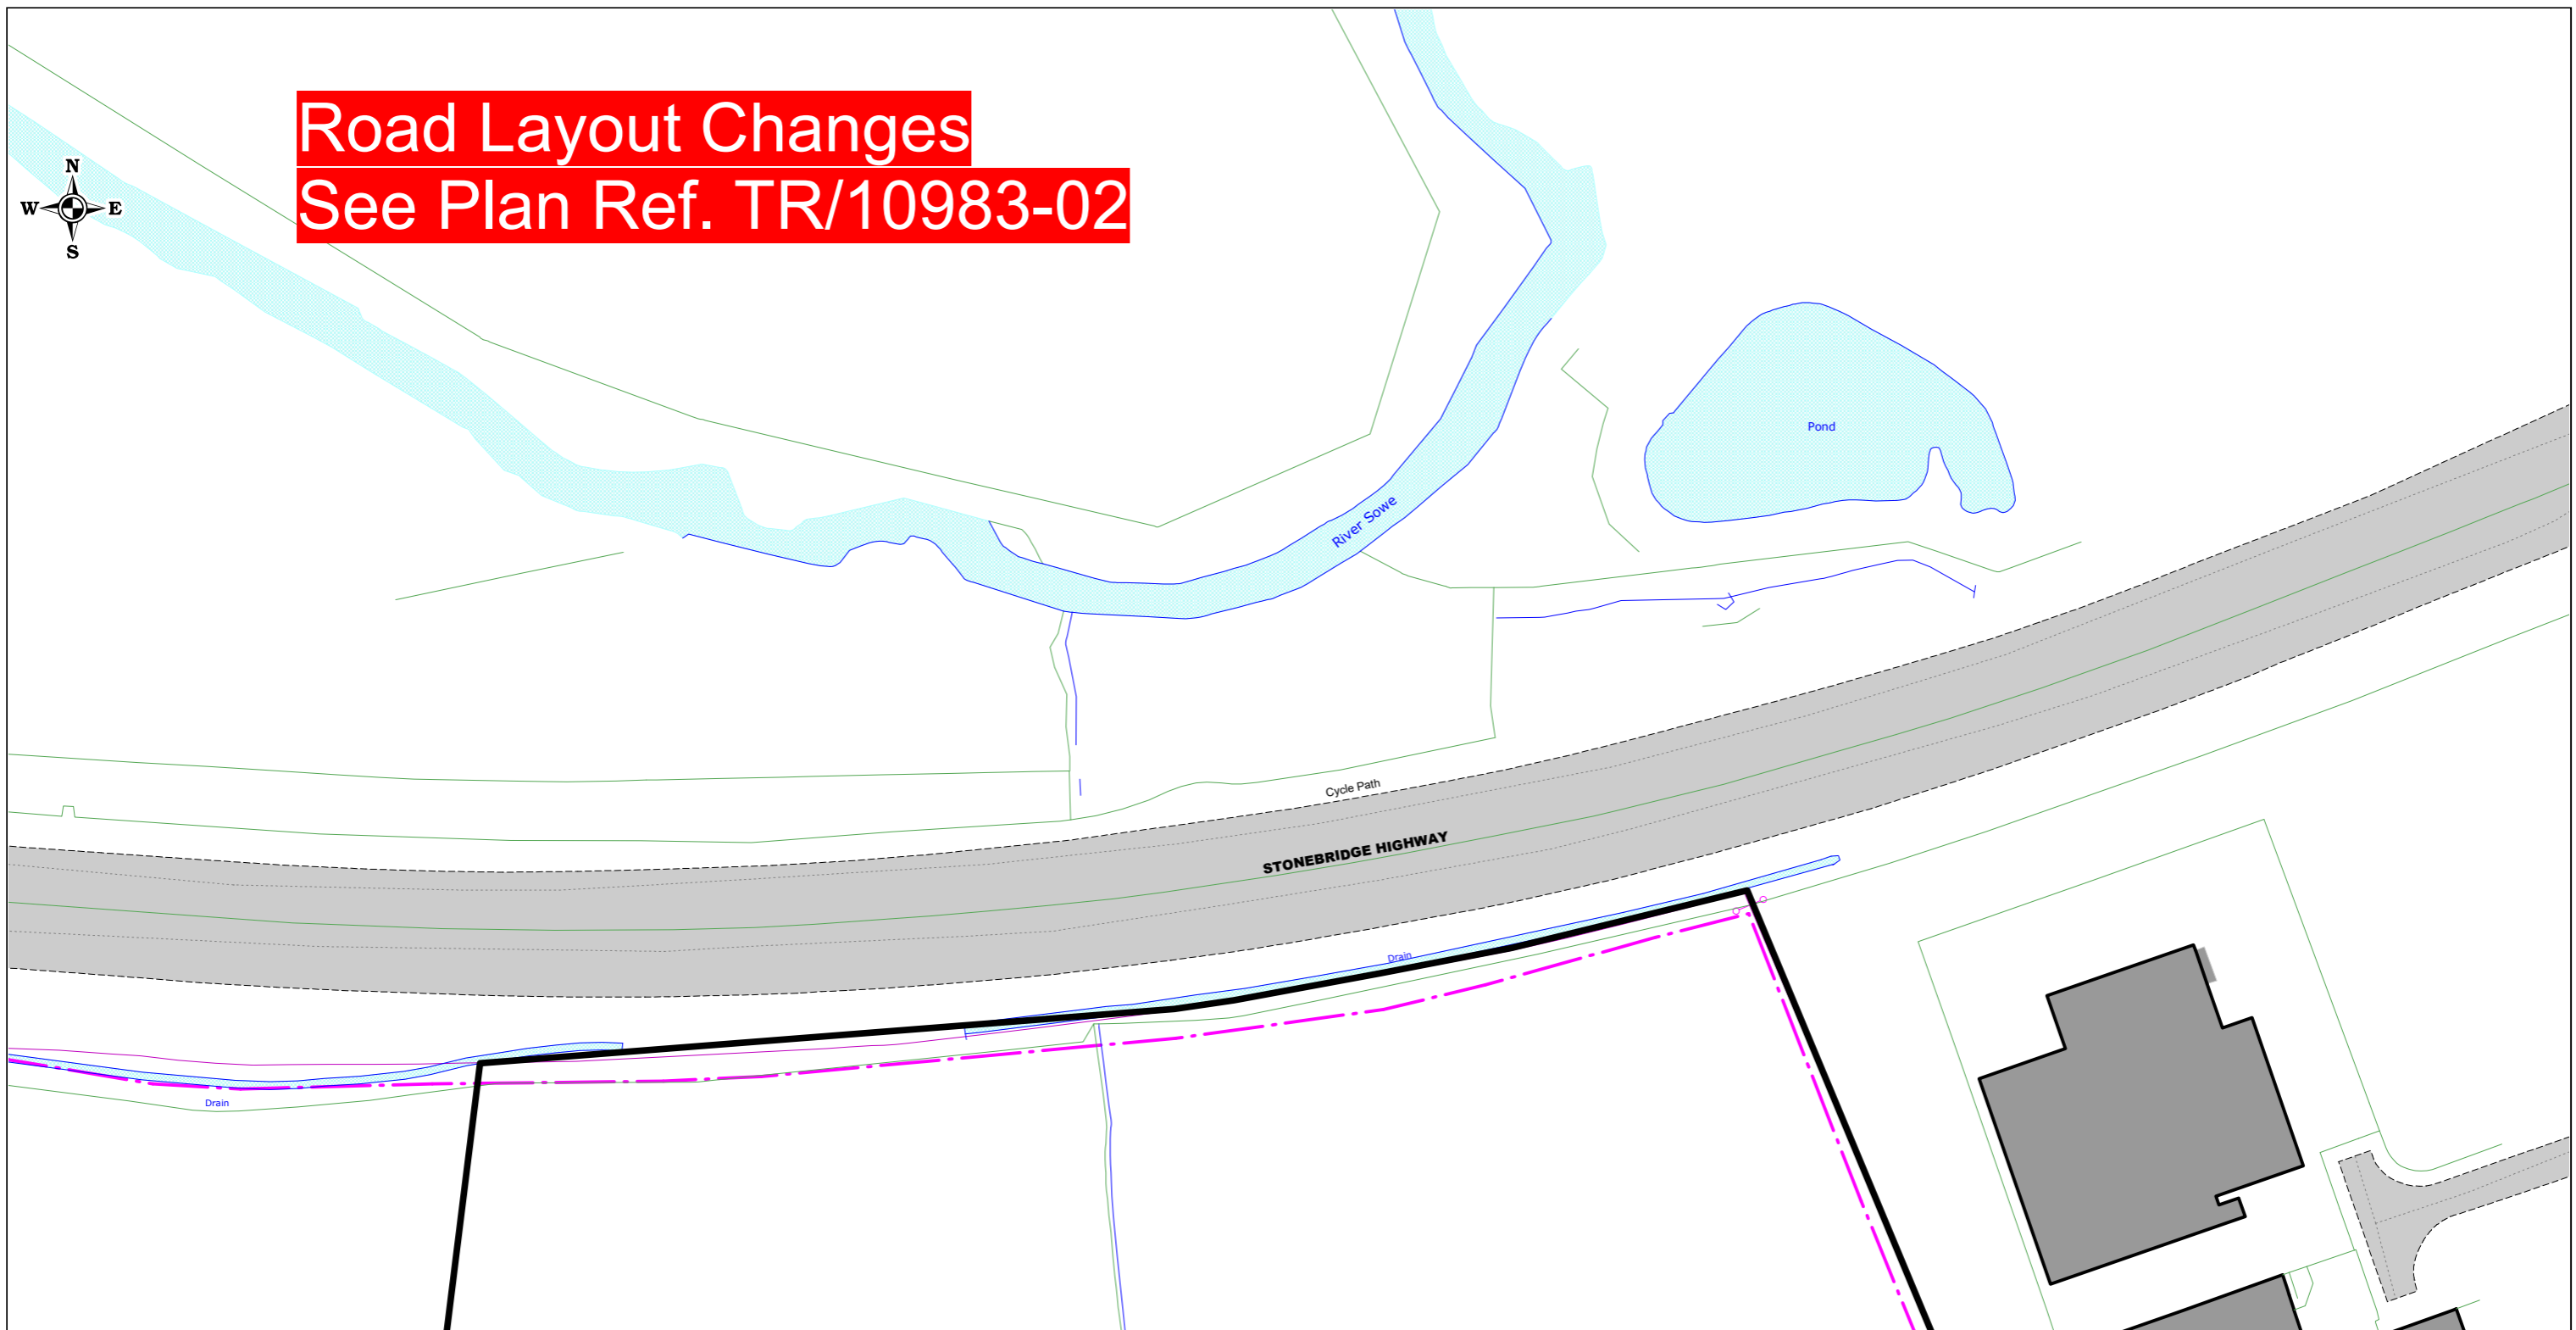 Road Layout Changes
See Plan Ref. TR/10983-02
N
W E
S
Pond
River Sowe
Cycle Path
STONEBRIDGE HIGHWAY
Drain
Drain